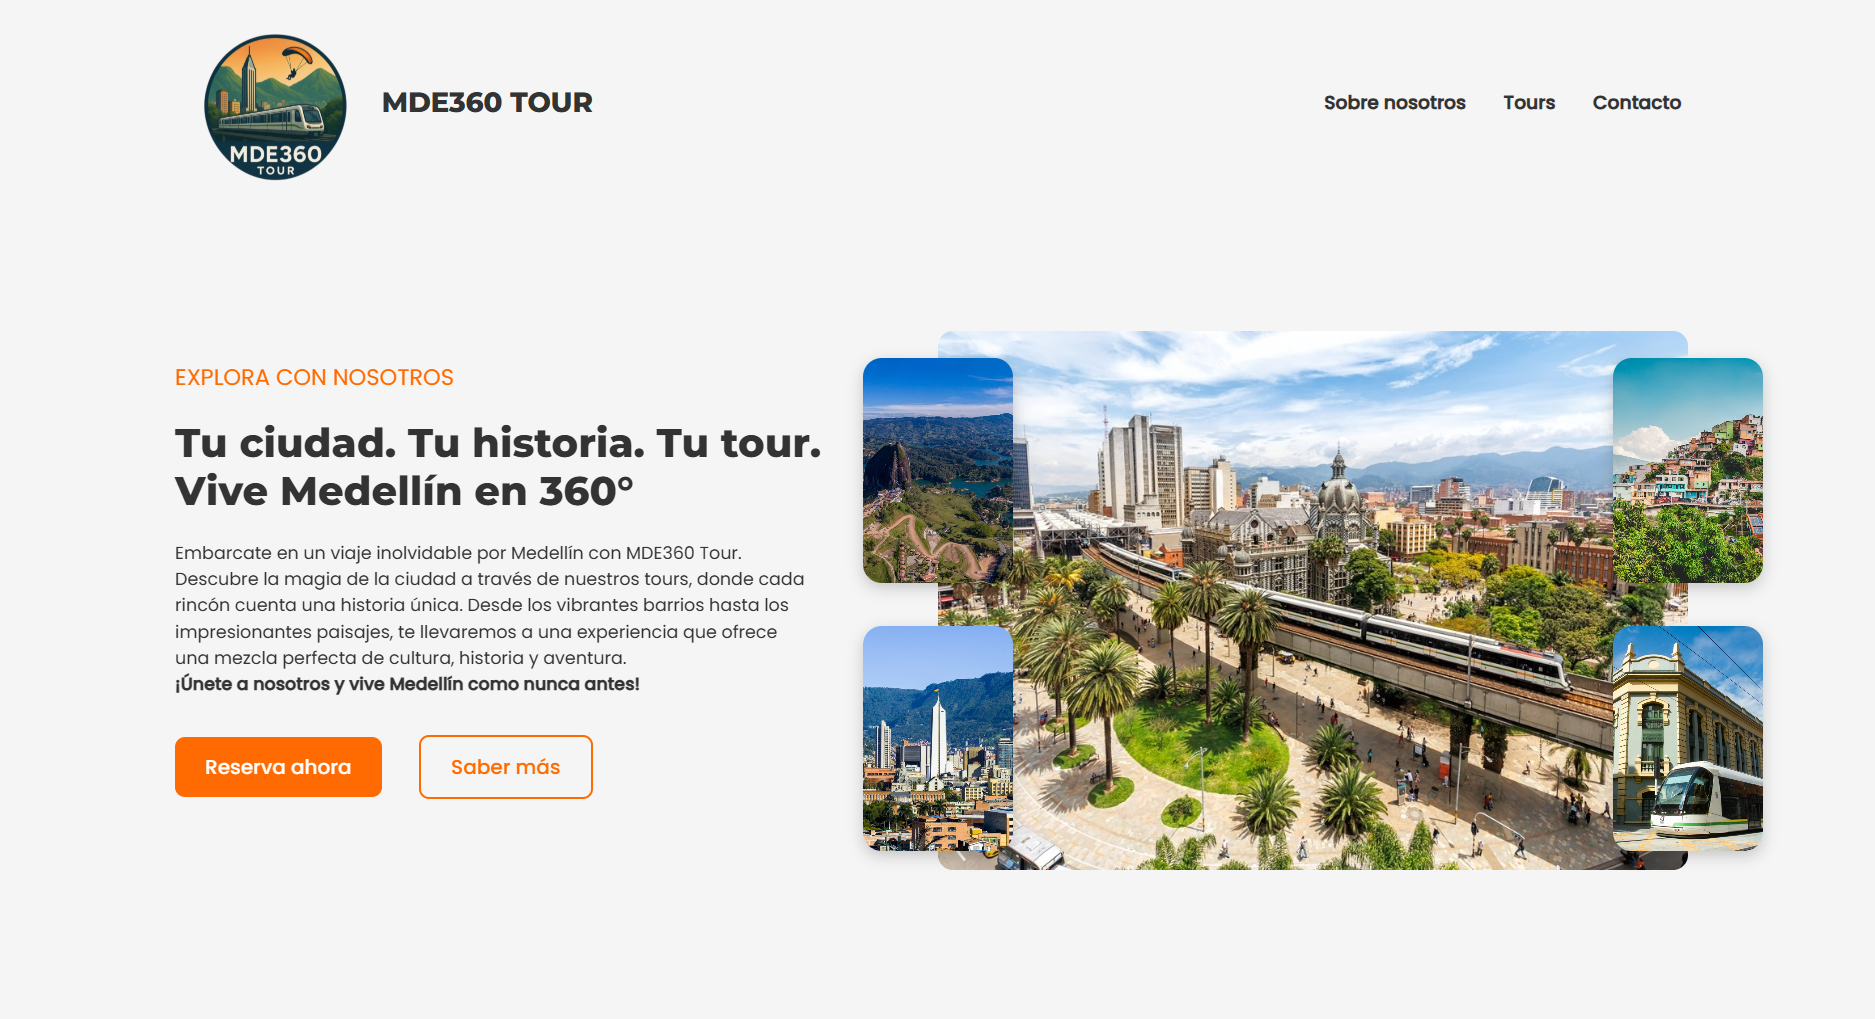 MDE360
TOUR
MDE360 TOUR
Sobre nosotros
Tours
Contacto
EXPLORA CON NOSOTROS
Tu ciudad. Tu historia. Tu tour.
Vive Medellín en 360°
Embarcate en un viaje inolvidable por Medellín con MDE360 Tour.
Descubre la magia de la ciudad a través de nuestros tours, donde cada
rincón cuenta una historia única. Desde los vibrantes barrios hasta los
impresionantes paisajes, te llevaremos a una experiencia que ofrece
una mezcla perfecta de cultura, historia y aventura.
¡Únete a nosotros y vive Medellín como nunca antes!
Reserva ahora
Saber más